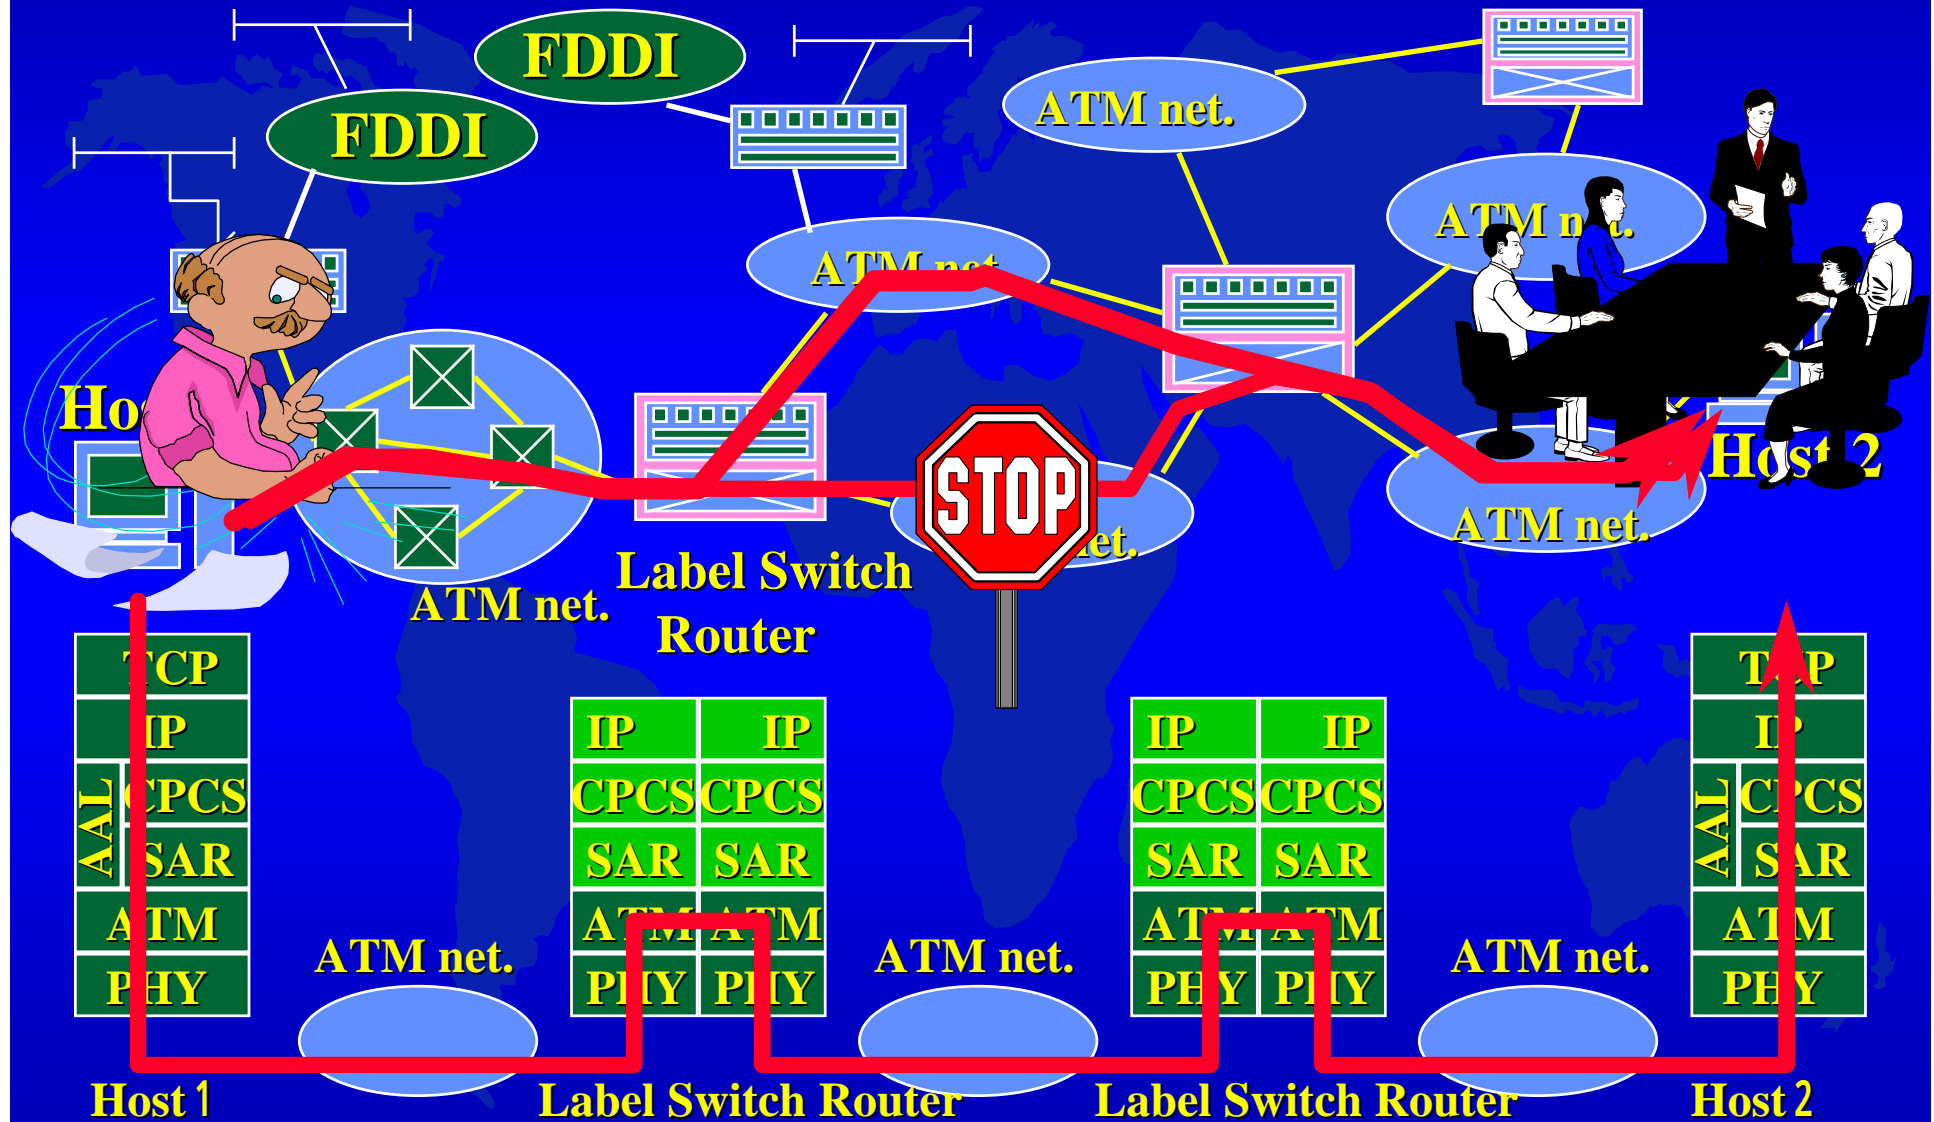 FDDI
FDDI
ATM net.
ATM net.
ATM net.
Host 2
STOP
ATM net.
ATM net.
Label Switch
Router
TCP
IP
AAL
CPCS
SAR
ATM
PHY
IP IP
CPCS CPCS
SAR SAR
ATM ATM
PHY PHY
IP IP
CPCS CPCS
SAR SAR
ATM ATM
PHY PHY
TCP
IP
AAL
CPCS
SAR
ATM
PHY
ATM net.
ATM net.
ATM net.
Host 1
Label Switch Router
Label Switch Router
Host 2